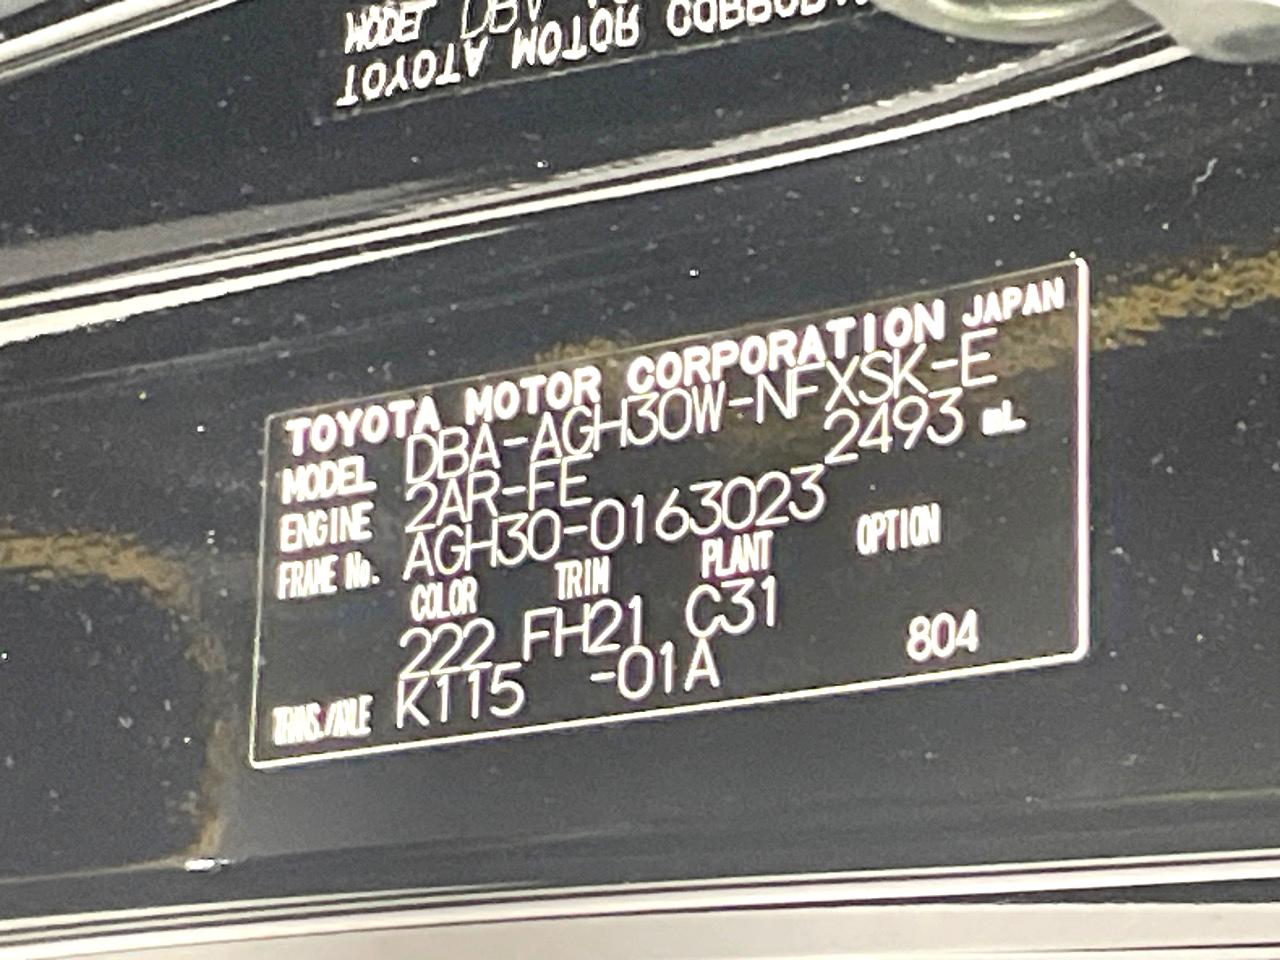 MODEL DBA
TOYOTA MOTOR CORPORAT
TOYOTA MOTOR CORPORATION JAPAN
MODEL DBA-AGH30W-NFXSK-E
ENGINE 2AR-FE 2493 mL
FRAME No. AGH30-0163023
COLOR TRIM PLANT OPTION
222 FH21 C31
TRANS./AXLE K115 -01A 804